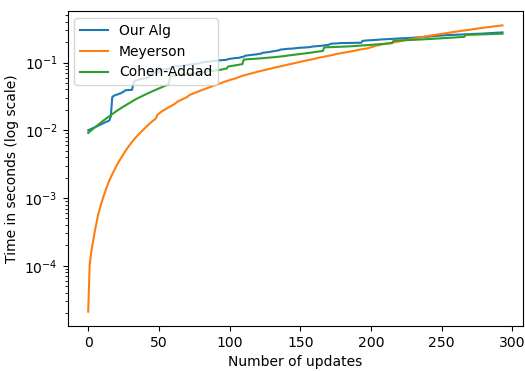 Our Alg
Meyerson
Cohen-Addad
10⁻¹
10⁻²
10⁻³
10⁻⁴
Time in seconds (log scale)
0 50 100 150 200 250 300
Number of updates